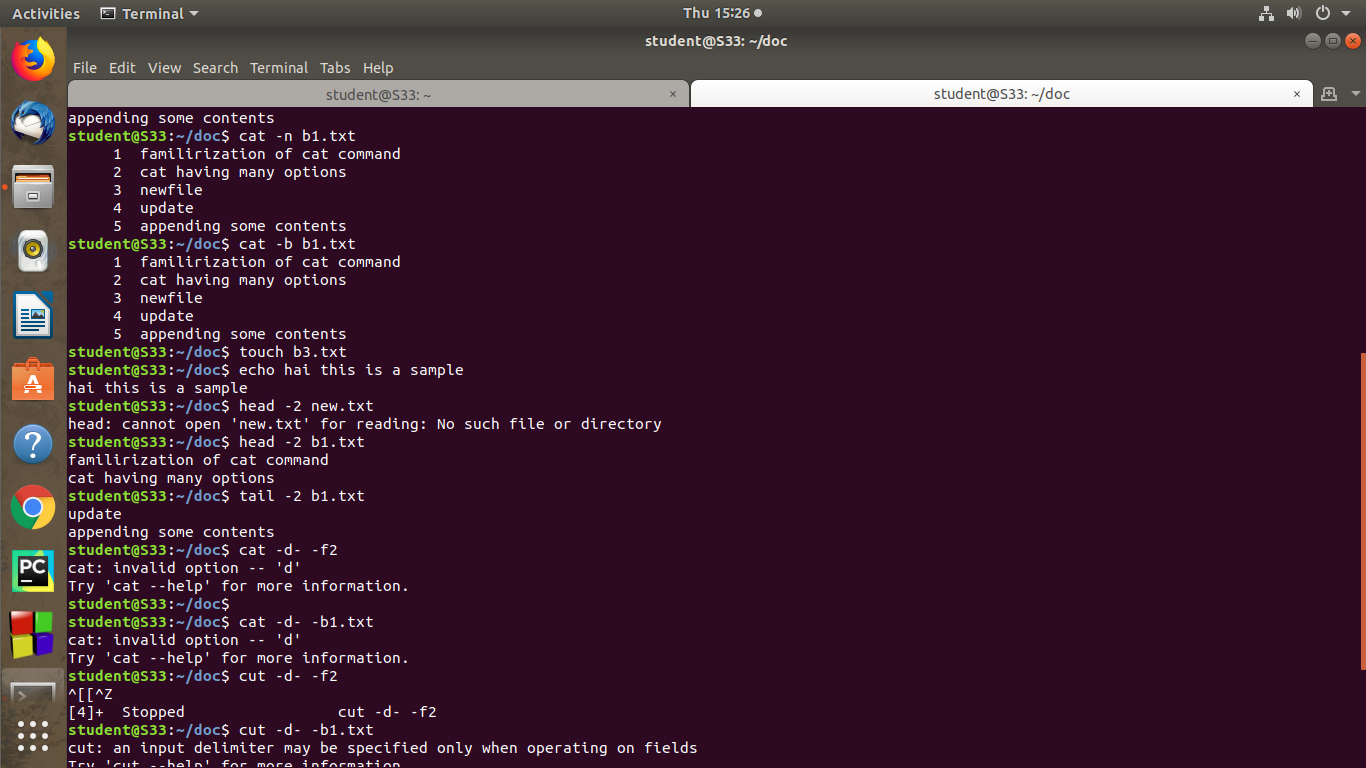 Activities Terminal Thu 15:26
student@S33: ~/doc
File Edit View Search Terminal Tabs Help
student@S33: ~ × student@S33: ~/doc ×
appending some contents
student@S33:~/doc$ cat -n b1.txt
1 familirization of cat command
2 cat having many options
3 newfile
4 update
5 appending some contents
student@S33:~/doc$ cat -b b1.txt
1 familirization of cat command
2 cat having many options
3 newfile
4 update
5 appending some contents
student@S33:~/doc$ touch b3.txt
student@S33:~/doc$ echo hai this is a sample
hai this is a sample
student@S33:~/doc$ head -2 new.txt
head: cannot open 'new.txt' for reading: No such file or directory
student@S33:~/doc$ head -2 b1.txt
familirization of cat command
cat having many options
student@S33:~/doc$ tail -2 b1.txt
update
appending some contents
student@S33:~/doc$ cat -d- -f2
cat: invalid option -- 'd'
Try 'cat --help' for more information.
student@S33:~/doc$
student@S33:~/doc$ cat -d- -b1.txt
cat: invalid option -- 'd'
Try 'cat --help' for more information.
student@S33:~/doc$ cut -d- -f2
^[[^Z
[4]+ Stopped cut -d- -f2
student@S33:~/doc$ cut -d- -b1.txt
cut: an input delimiter may be specified only when operating on fields
Try 'cut --help' for more information.
PC